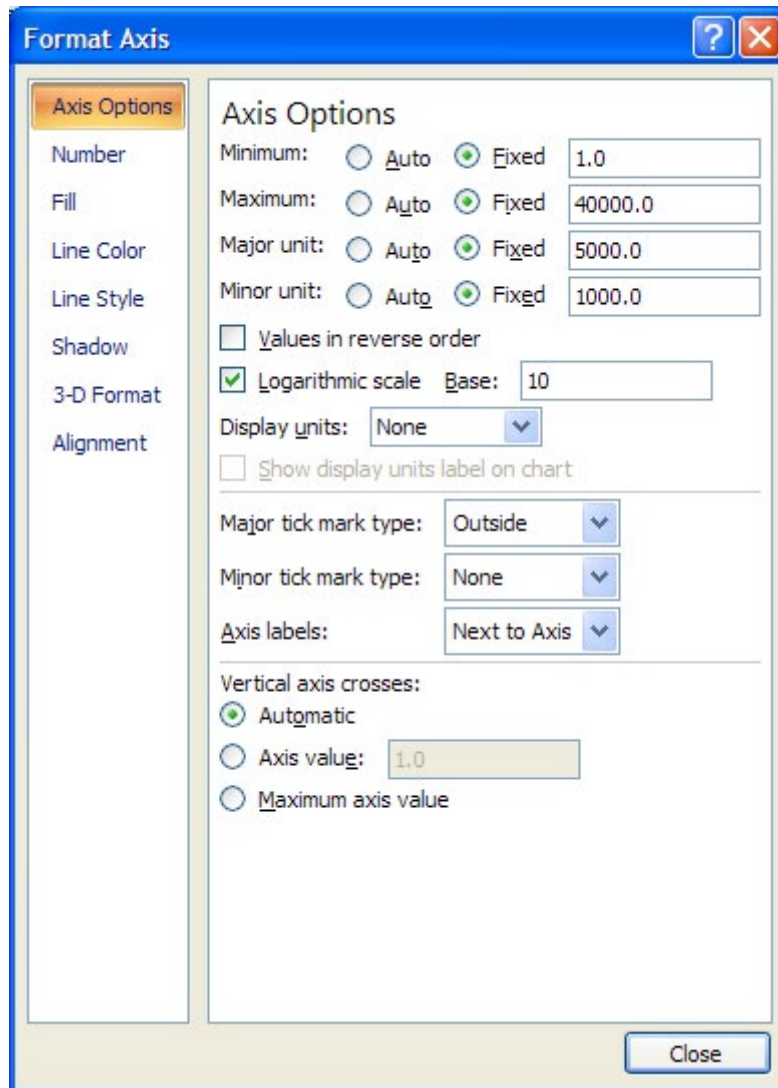 Format Axis
Axis Options
Number
Fill
Line Color
Line Style
Shadow
3-D Format
Alignment
Axis Options
Minimum: Auto Fixed 1.0
Maximum: Auto Fixed 40000.0
Major unit: Auto Fixed 5000.0
Minor unit: Auto Fixed 1000.0
Values in reverse order
Logarithmic scale Base: 10
Display units: None
Show display units label on chart
Major tick mark type: Outside
Minor tick mark type: None
Axis labels: Next to Axis
Vertical axis crosses:
Automatic
Axis value: 1.0
Maximum axis value
Close